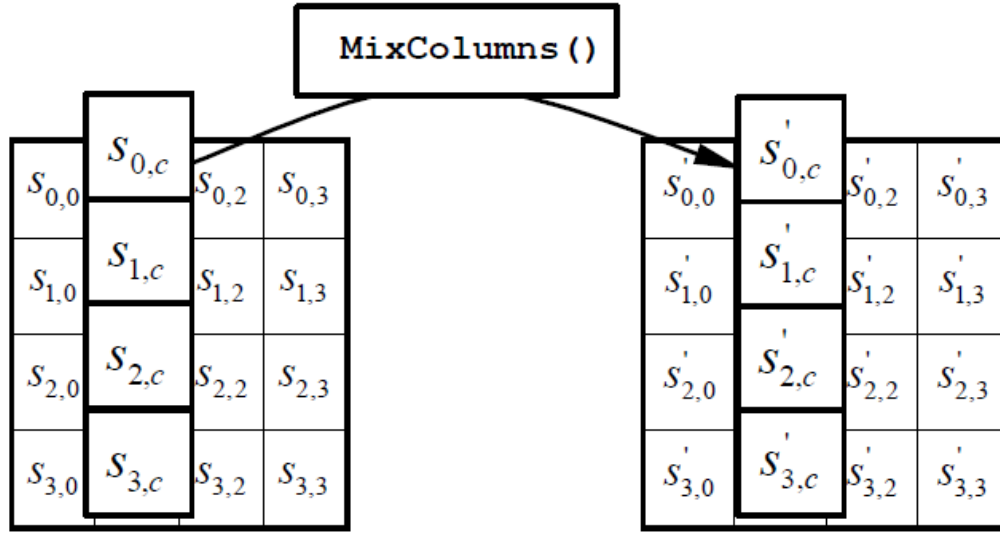 MixColumns()
s0,0 s0,c s0,2 s0,3 s'0,0 s'0,c s'0,2 s'0,3
s1,0 s1,c s1,2 s1,3 s'1,0 s'1,c s'1,2 s'1,3
s2,0 s2,c s2,2 s2,3 s'2,0 s'2,c s'2,2 s'2,3
s3,0 s3,c s3,2 s3,3 s'3,0 s'3,c s'3,2 s'3,3